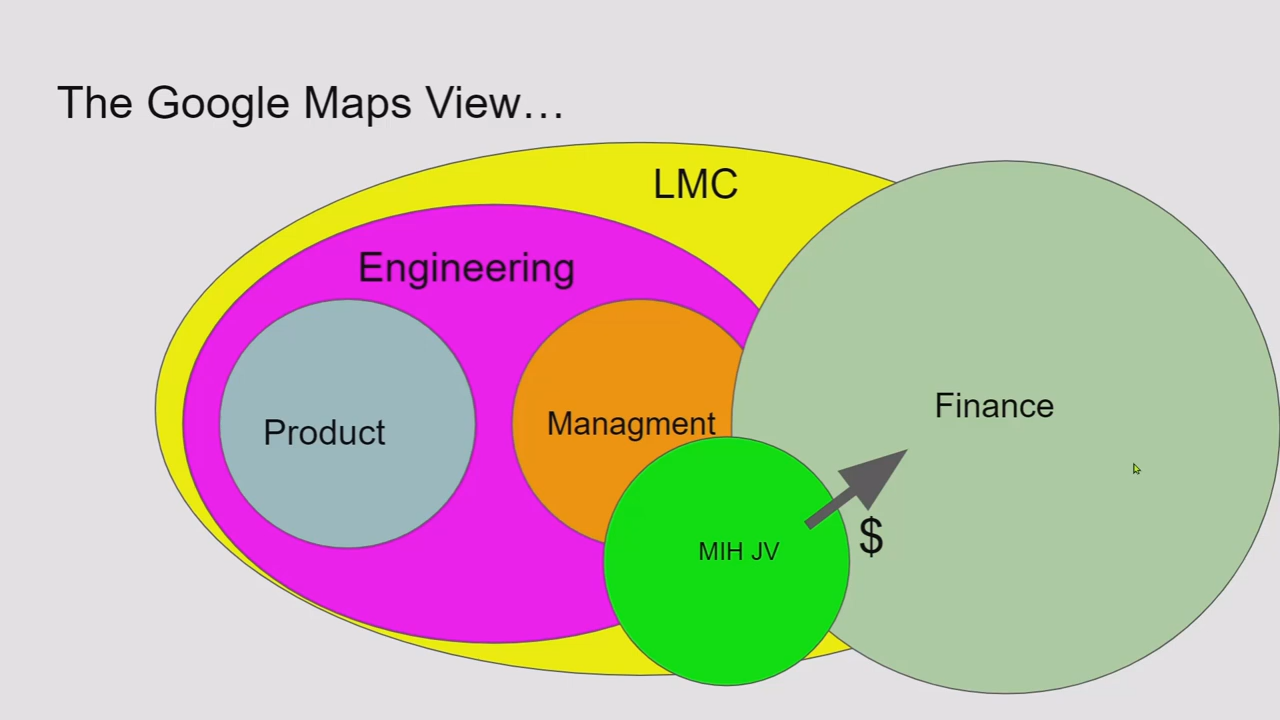 The Google Maps View…
LMC
Engineering
Product
Managment
Finance
MIH JV
$